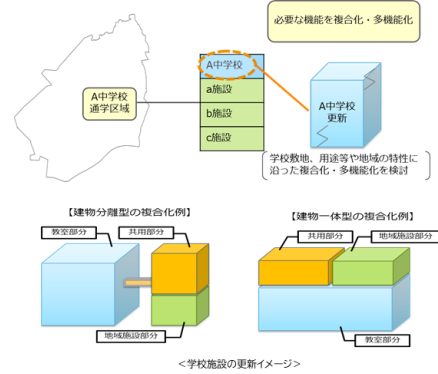 必要な機能を複合化・多機能化
A中学校
通学区域
A中学校
a施設
b施設
c施設
A中学校
更新
学校敷地、用途等や地域の特性に
沿った複合化・多機能化を検討
【建物分離型の複合化例】
教室部分
共用部分
地域施設部分
【建物一体型の複合化例】
共用部分
地域施設部分
教室部分
＜学校施設の更新イメージ＞